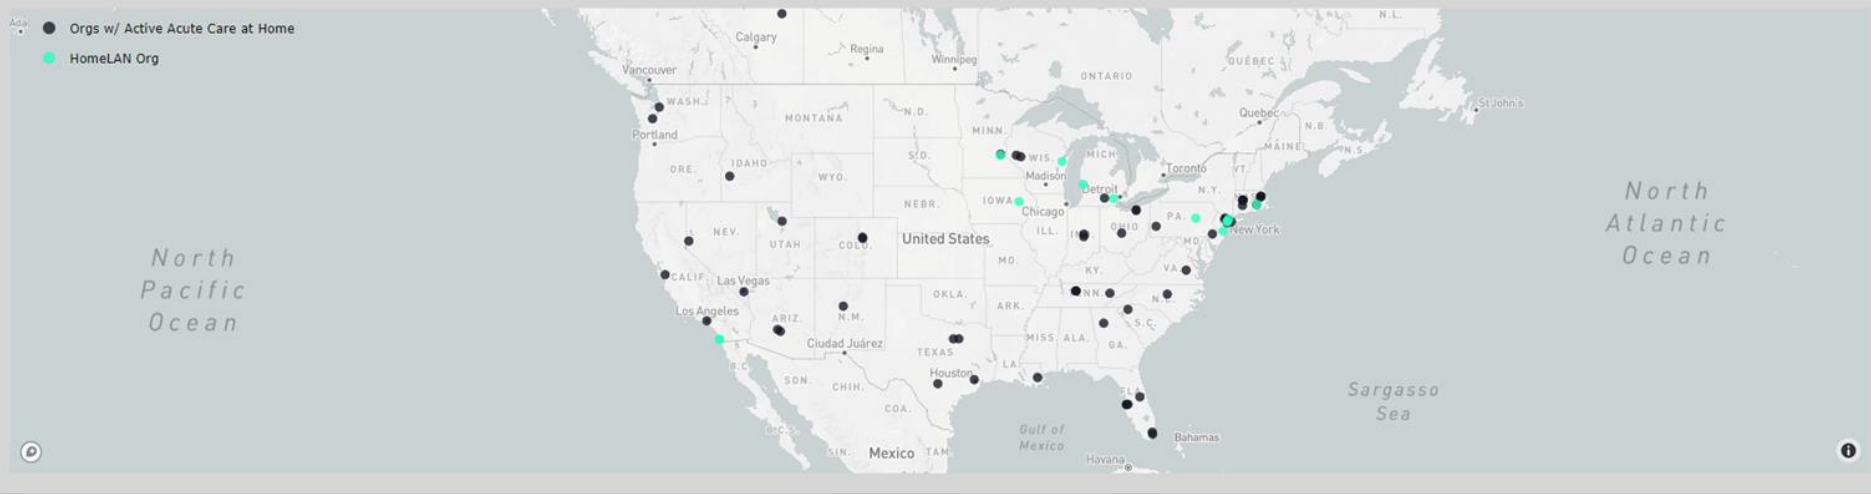 Ada
Orgs w/ Active Acute Care at Home
HomeLAN Org
Calgary
Regina
Winnipeg
Vancouver
ONTARIO
QUÉBEC
N.L.
St John's
WASH.
MONTANA
N.D.
MINN.
Quebec
N.B.
Portland
MAINE
N.S.
ORE.
IDAHO
WYO.
S.D.
WIS.
MICH.
Toronto
VT.
Madison
Detroit
N.Y.
NEBR.
IOWA
Chicago
PA.
NEV.
UTAH
COLO.
United States
ILL.
OHIO
MD
New York
North
Atlantic
Ocean
North
Pacific
Ocean
CALIF.
Las Vegas
MO.
KY.
VA.
Los Angeles
ARIZ.
N.M.
OKLA.
ARK.
N.C.
S.C.
Ciudad Juárez
TEXAS
MISS.
ALA.
GA.
B.C.
SON.
CHIH.
Houston
LA.
FLA.
COA.
Sargasso
Sea
B.C.S.
Gulf of
Mexico
Bahamas
SIN.
Mexico
TAM
Havana